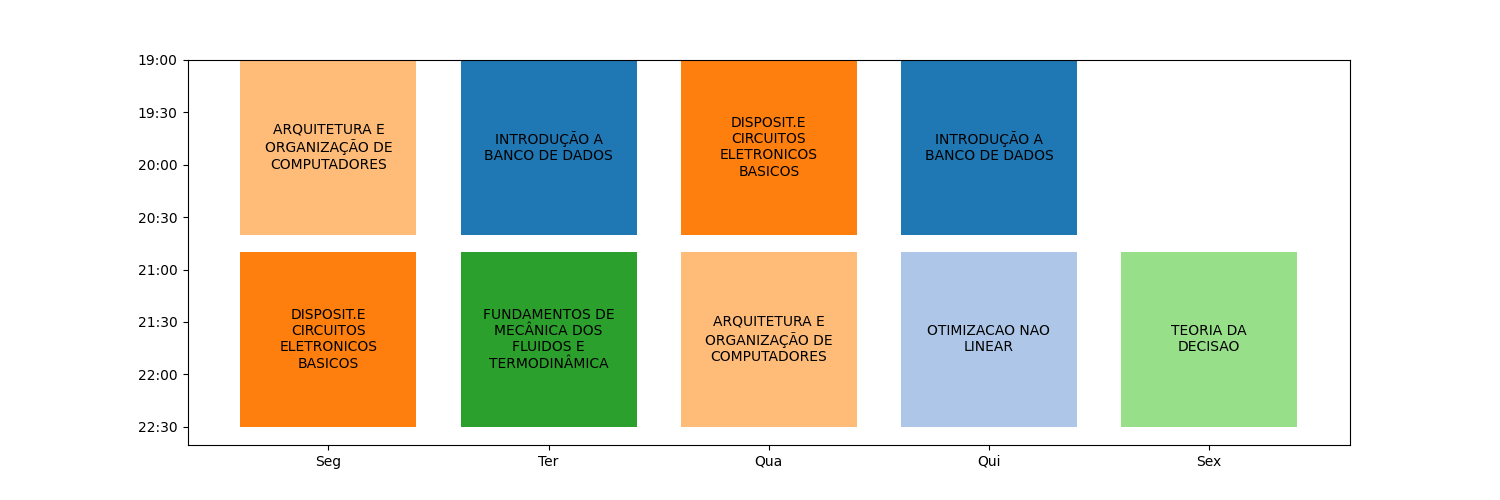 19:00
19:30
20:00
20:30
21:00
21:30
22:00
22:30
ARQUITETURA E
ORGANIZAÇÃO DE
COMPUTADORES
INTRODUÇÃO A
BANCO DE DADOS
DISPOSIT.E
CIRCUITOS
ELETRONICOS
BASICOS
INTRODUÇÃO A
BANCO DE DADOS
DISPOSIT.E
CIRCUITOS
ELETRONICOS
BASICOS
FUNDAMENTOS DE
MECÂNICA DOS
FLUIDOS E
TERMODINÂMICA
ARQUITETURA E
ORGANIZAÇÃO DE
COMPUTADORES
OTIMIZACAO NAO
LINEAR
TEORIA DA
DECISAO
Seg
Ter
Qua
Qui
Sex